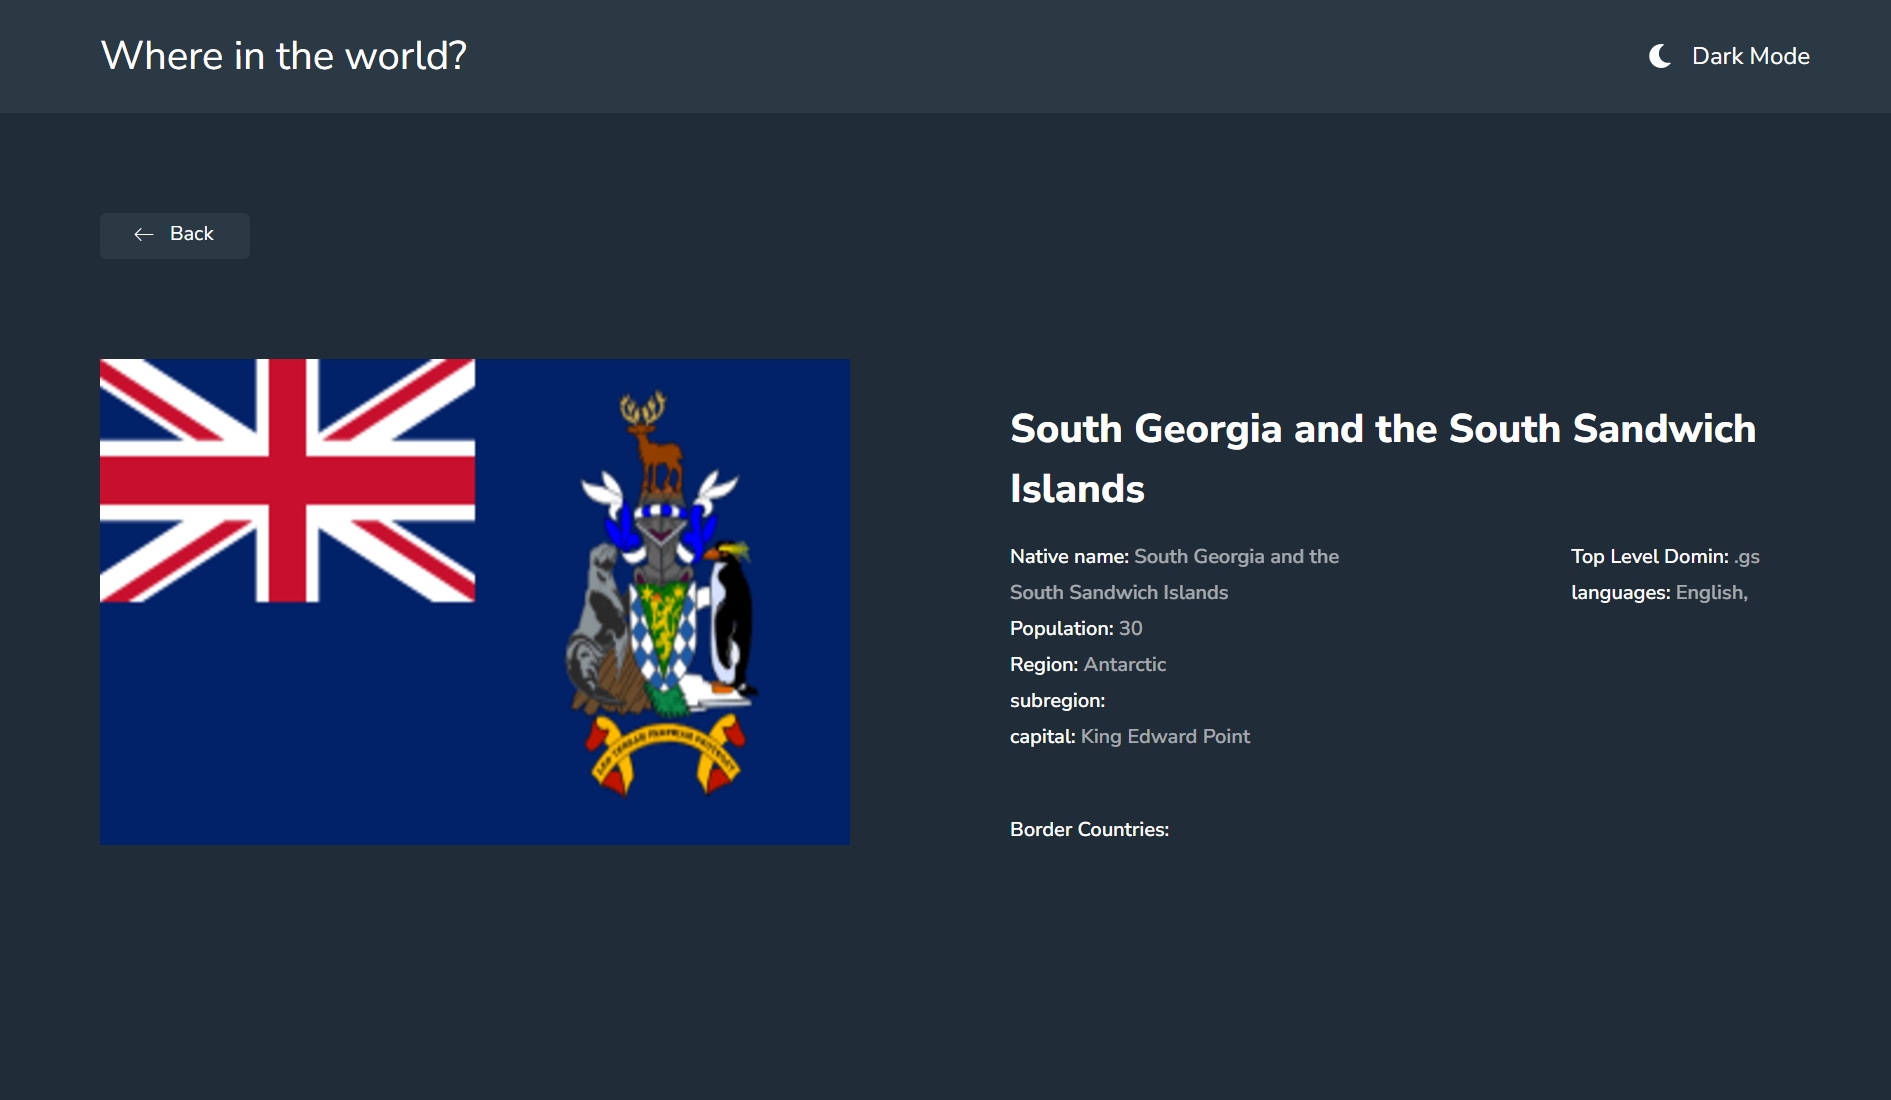 Where in the world?
Dark Mode
Back
South Georgia and the South Sandwich
Islands
Native name: South Georgia and the
South Sandwich Islands
Population: 30
Region: Antarctic
subregion:
capital: King Edward Point
Top Level Domin: .gs
languages: English,
Border Countries: